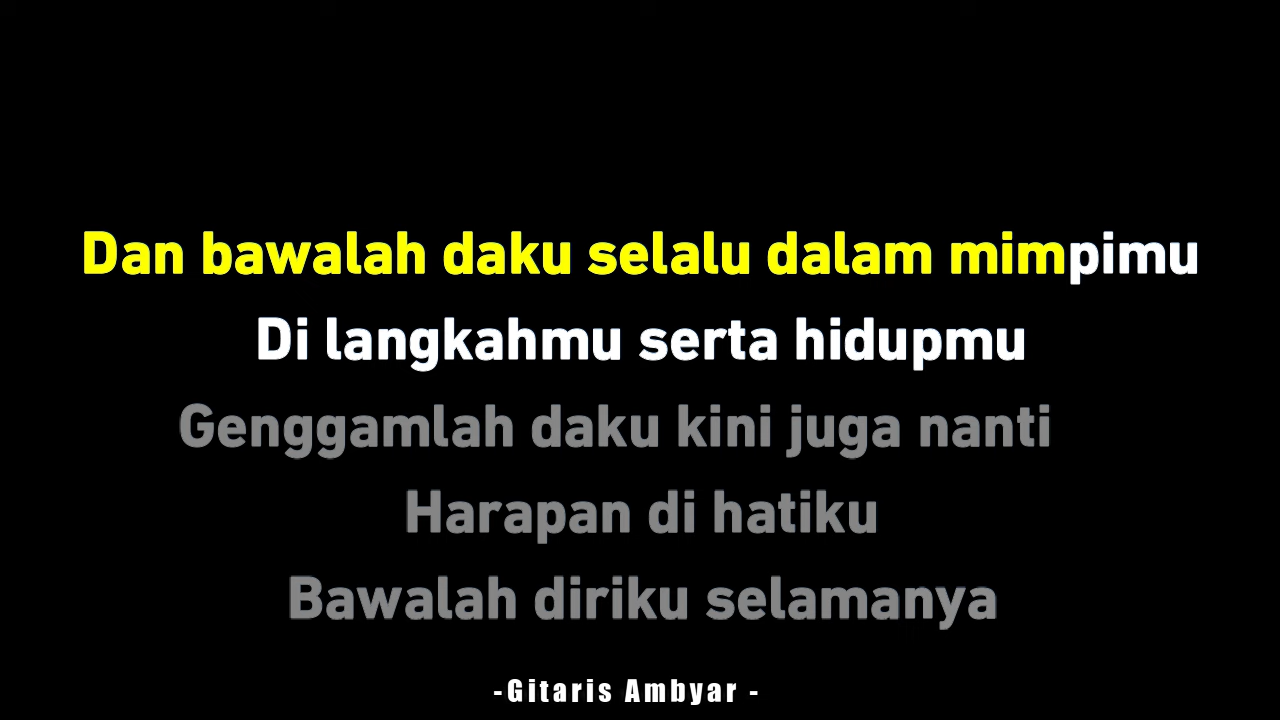 Dan bawalah daku selalu dalam mimpimu
Di langkahmu serta hidupmu
Genggamlah daku kini juga nanti
Harapan di hatiku
Bawalah diriku selamanya
-Gitaris Ambyar -